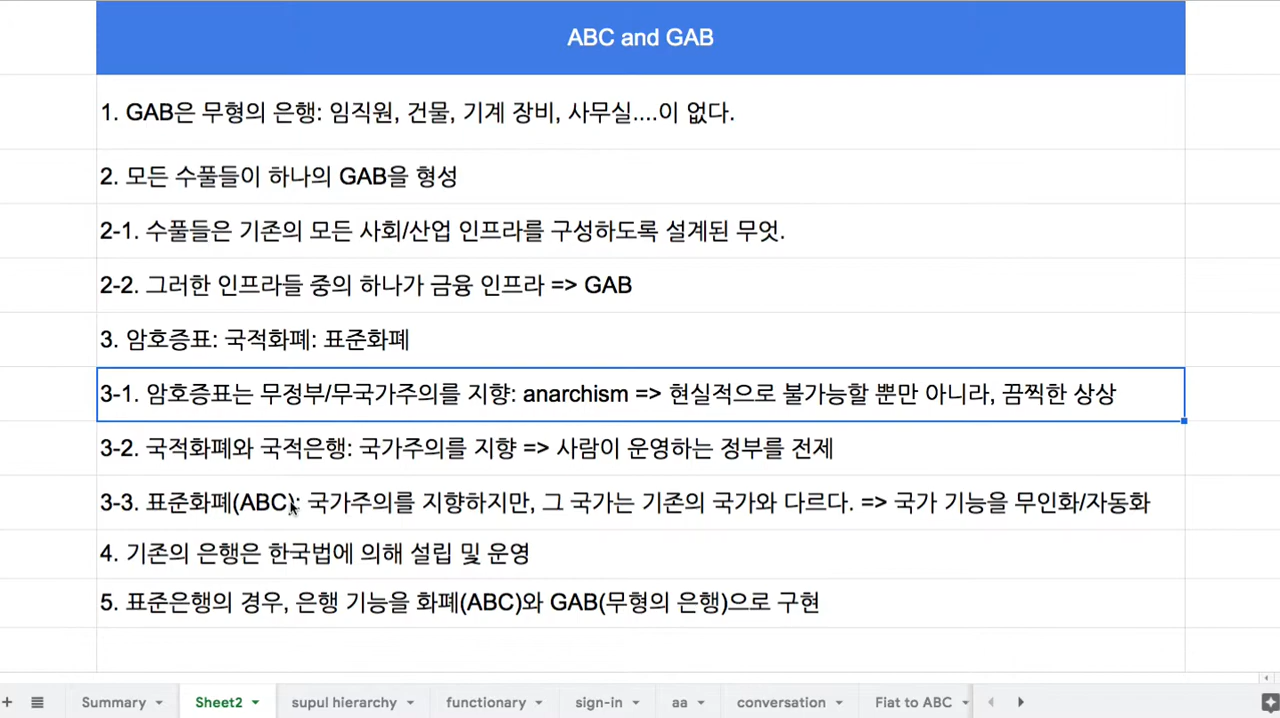 ABC and GAB
1. GAB은 무형의 은행: 임직원, 건물, 기계 장비, 사무실....이 없다.
2. 모든 수풀들이 하나의 GAB을 형성
2-1. 수풀들은 기존의 모든 사회/산업 인프라를 구성하도록 설계된 무엇.
2-2. 그러한 인프라들 중의 하나가 금융 인프라 => GAB
3. 암호증표: 국적화폐: 표준화폐
3-1. 암호증표는 무정부/무국가주의를 지향: anarchism => 현실적으로 불가능할 뿐만 아니라, 끔찍한 상상
3-2. 국적화폐와 국적은행: 국가주의를 지향 => 사람이 운영하는 정부를 전제
3-3. 표준화폐(ABC): 국가주의를 지향하지만, 그 국가는 기존의 국가와 다르다. => 국가 기능을 무인화/자동화
4. 기존의 은행은 한국법에 의해 설립 및 운영
5. 표준은행의 경우, 은행 기능을 화폐(ABC)와 GAB(무형의 은행)으로 구현
Summary Sheet2 supul hierarchy functionary sign-in aa conversation Fiat to ABC